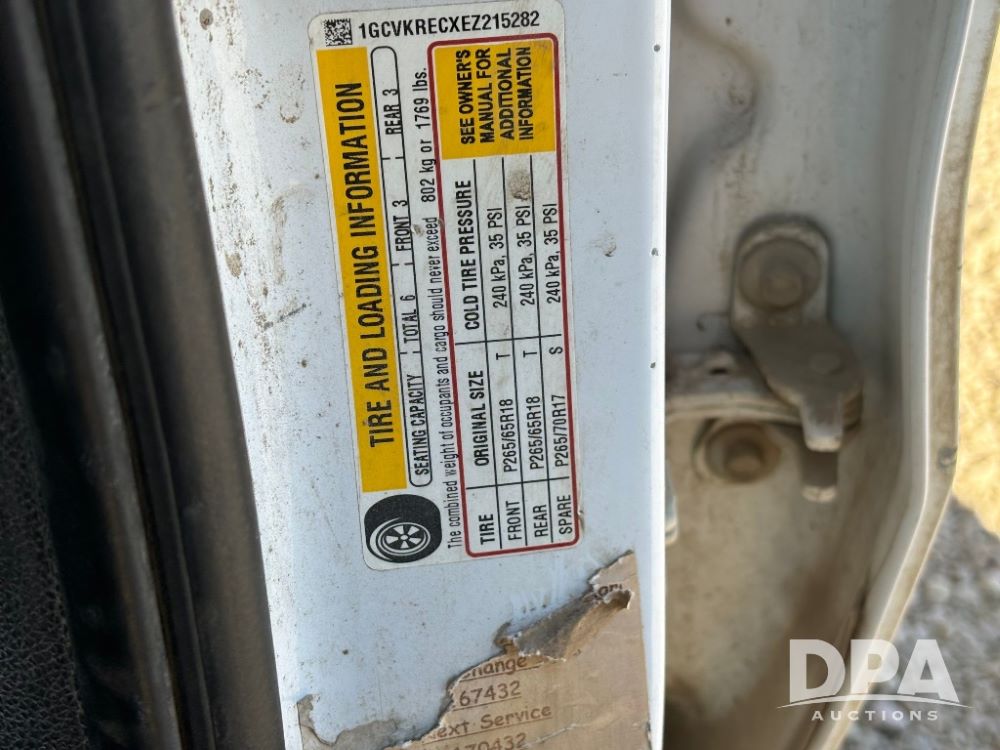 1GCVKRECXEZ215282
TIRE AND LOADING INFORMATION
SEATING CAPACITY | TOTAL 6 | FRONT 3 | REAR 3
The combined weight of occupants and cargo should never exceed 802 kg or 1769 lbs.
TIRE ORIGINAL SIZE COLD TIRE PRESSURE
FRONT P265/65R18 T 240 kPa, 35 PSI
REAR P265/65R18 T 240 kPa, 35 PSI
SPARE P265/70R17 S 240 kPa, 35 PSI
SEE OWNER'S
MANUAL FOR
ADDITIONAL
INFORMATION
67432
Next Service
70432
DPA
AUCTIONS